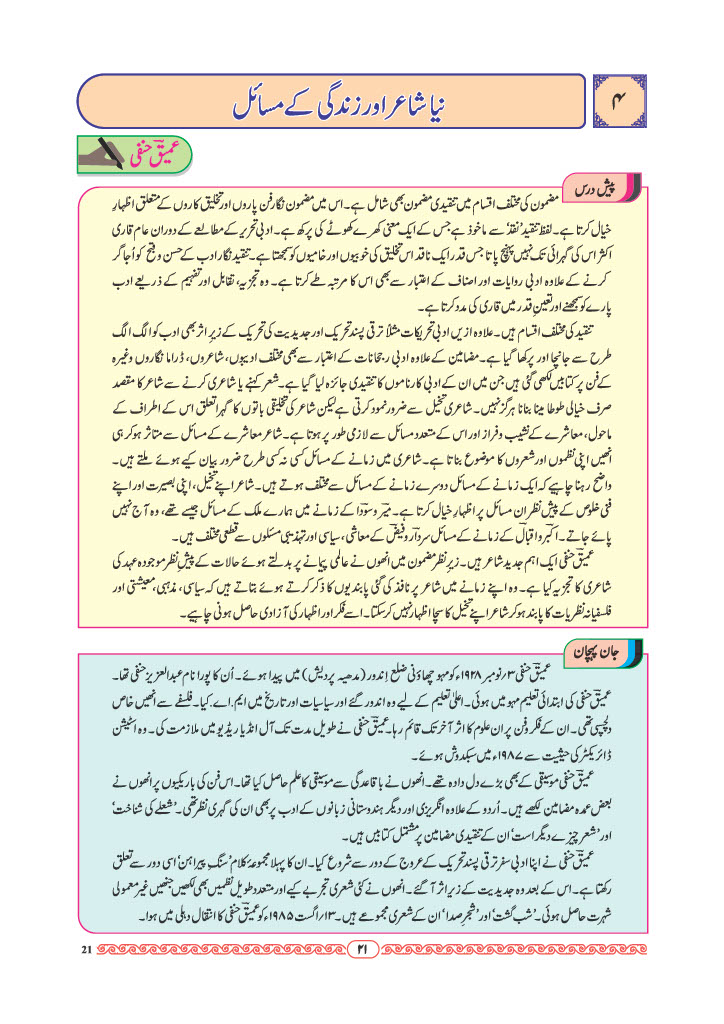 ۴
نیا شاعر اور زندگی کے مسائل
عمیقؔ حنفی
پیش درس
مضمون کی مختلف اقسام میں تنقیدی مضمون بھی شامل ہے۔ اس میں مضمون نگار فن پاروں اور تخلیق کاروں کے متعلق اظہارِ
خیال کرتا ہے۔ لفظ تنقید ’نقد‘ سے ماخوذ ہے جس کے ایک معنی کھرے کھوٹے کی پرکھ ہے۔ ادبی تحریر کے مطالعے کے دوران عام قاری
اکثر اس کی گہرائی تک نہیں پہنچ پاتا جس قدر ایک ناقد اس تخلیق کی خوبیوں اور خامیوں کو سمجھتا ہے۔ تنقید نگار ادب کے حسن و قبح کو اُجاگر
کرنے کے علاوہ ادبی روایات اور اصناف کے اعتبار سے بھی اس کا مرتبہ طے کرتا ہے۔ وہ تجزیہ، تقابل اور تفہیم کے ذریعے ادب
پارے کو سمجھنے اور تعینِ قدر میں قاری کی مدد کرتا ہے۔
تنقید کی مختلف اقسام ہیں۔ علاوہ ازیں ادبی تحریکات مثلاً ترقی پسند تحریک اور جدیدیت کی تحریک کے زیرِ اثر بھی ادب کو الگ الگ
طرح سے جانچا اور پرکھا گیا ہے۔ مضامین کے علاوہ ادبی رجحانات کے اعتبار سے بھی مختلف ادیبوں، شاعروں، ڈراما نگاروں وغیرہ
کے فن پر کتابیں لکھی گئی ہیں جن میں ان کے ادبی کارناموں کا تنقیدی جائزہ لیا گیا ہے۔ شعر کہنے یا شاعری کرنے سے شاعر کا مقصد
صرف خیالی طوطا مینا بنانا ہرگز نہیں۔ شاعری تخیل سے ضرور نمود کرتی ہے لیکن شاعر کی تخلیقی باتوں کا گہرا تعلق اس کے اطراف کے
ماحول، معاشرے کے نشیب و فراز اور اس کے متعدد مسائل سے لازمی طور پر ہوتا ہے۔ شاعر معاشرے کے مسائل سے متاثر ہو کر ہی
انھیں اپنی نظموں اور شعروں کا موضوع بناتا ہے۔ شاعری میں زمانے کے مسائل کسی نہ کسی طرح ضرور بیان کیے ہوئے ملتے ہیں۔
واضح رہنا چاہیے کہ ایک زمانے کے مسائل دوسرے زمانے کے مسائل سے مختلف ہوتے ہیں۔ شاعر اپنے تخیل، اپنی بصیرت اور اپنے
فنی خلوص کے پیشِ نظر ان مسائل پر اظہارِ خیال کرتا ہے۔ میرؔ و سوداؔ کے زمانے میں ہمارے ملک کے مسائل جیسے تھے، وہ آج نہیں
پائے جاتے۔ اکبرؔ و اقبالؔ کے زمانے کے مسائل سردارؔ و فیضؔ کے معاشی، سیاسی اور تہذیبی مسئلوں سے قطعی مختلف ہیں۔
عمیقؔ حنفی ایک اہم جدید شاعر ہیں۔ زیرِ نظر مضمون میں انھوں نے عالمی پیمانے پر بدلتے ہوئے حالات کے پیشِ نظر موجودہ عہد کی
شاعری کا تجزیہ کیا ہے۔ وہ اپنے زمانے میں شاعر پر نافذ کی گئی پابندیوں کا ذکر کرتے ہوئے بتاتے ہیں کہ سیاسی، مذہبی، معیشتی اور
فلسفیانہ نظریات کا پابند ہو کر شاعر اپنے تخیل کا سچا اظہار نہیں کر سکتا۔ اسے فکر اور اظہار کی آزادی حاصل ہونی چاہیے۔
جان پہچان
عمیقؔ حنفی ۳؍نومبر ۱۹۲۸ء کو مہو چھاؤنی ضلع اِندور (مدھیہ پردیش) میں پیدا ہوئے۔ اُن کا پورا نام عبدالعزیز حنفی تھا۔
عمیقؔ حنفی کی ابتدائی تعلیم مہو میں ہوئی۔ اعلیٰ تعلیم کے لیے وہ اندور گئے اور سیاسیات اور تاریخ میں ایم۔اے۔ کیا۔ فلسفے سے انھیں خاص
دلچسپی تھی۔ ان کے فکر و فن پر ان علوم کا اثر آخر تک قائم رہا۔ عمیقؔ حنفی نے طویل مدت تک آل انڈیا ریڈیو میں ملازمت کی۔ وہ اسٹیشن
ڈائریکٹر کی حیثیت سے ۱۹۸۷ء میں سبکدوش ہوئے۔
عمیقؔ حنفی موسیقی کے بھی بڑے دل دادہ تھے۔ انھوں نے باقاعدگی سے موسیقی کا علم حاصل کیا تھا۔ اس فن کی باریکیوں پر انھوں نے
بعض عمدہ مضامین لکھے ہیں۔ اُردو کے علاوہ انگریزی اور دیگر ہندوستانی زبانوں کے ادب پر بھی ان کی گہری نظر تھی۔ ’شعلے کی شناخت‘
اور ’شعر چیزے دیگر است‘ ان کے تنقیدی مضامین پر مشتمل کتابیں ہیں۔
عمیقؔ حنفی نے اپنا ادبی سفر ترقی پسند تحریک کے عروج کے دور سے شروع کیا۔ ان کا پہلا مجموعۂ کلام ’سنگِ پیراہن‘ اسی دور سے تعلق
رکھتا ہے۔ اس کے بعد وہ جدیدیت کے زیرِ اثر آ گئے۔ انھوں نے کئی شعری تجربے کیے اور متعدد طویل نظمیں بھی لکھیں جنھیں غیر معمولی
شہرت حاصل ہوئی۔ ’شب گشت‘ اور ’شجرِ صدا‘ ان کے شعری مجموعے ہیں۔ ۱۳؍اگست ۱۹۸۵ء کو عمیقؔ حنفی کا انتقال دہلی میں ہوا۔
۲۱
21